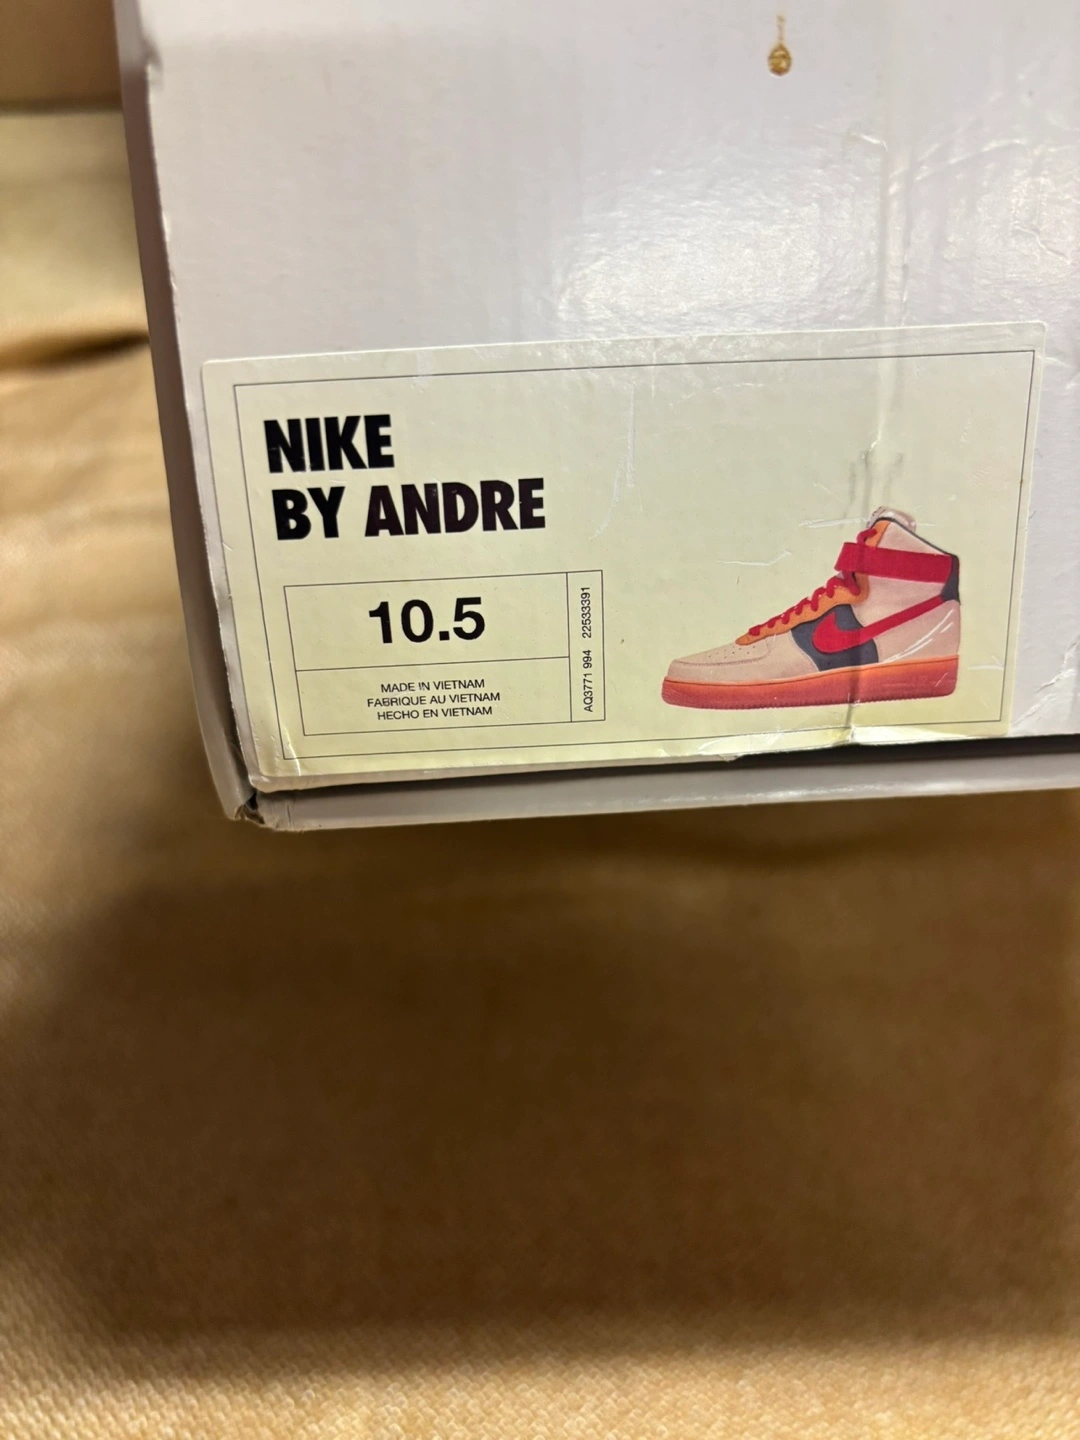 NIKE
BY ANDRE
10.5
MADE IN VIETNAM
FABRIQUE AU VIETNAM
HECHO EN VIETNAM
AQ3771 994 22533391